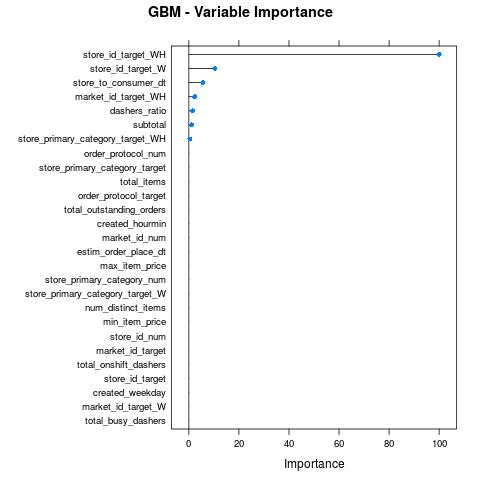 GBM - Variable Importance
store_id_target_WH
store_id_target_W
store_to_consumer_dt
market_id_target_WH
dashers_ratio
subtotal
store_primary_category_target_WH
order_protocol_num
store_primary_category_target
total_items
order_protocol_target
total_outstanding_orders
created_hourmin
market_id_num
estim_order_place_dt
max_item_price
store_primary_category_num
store_primary_category_target_W
num_distinct_items
min_item_price
store_id_num
market_id_target
total_onshift_dashers
store_id_target
created_weekday
market_id_target_W
total_busy_dashers
0 20 40 60 80 100
Importance